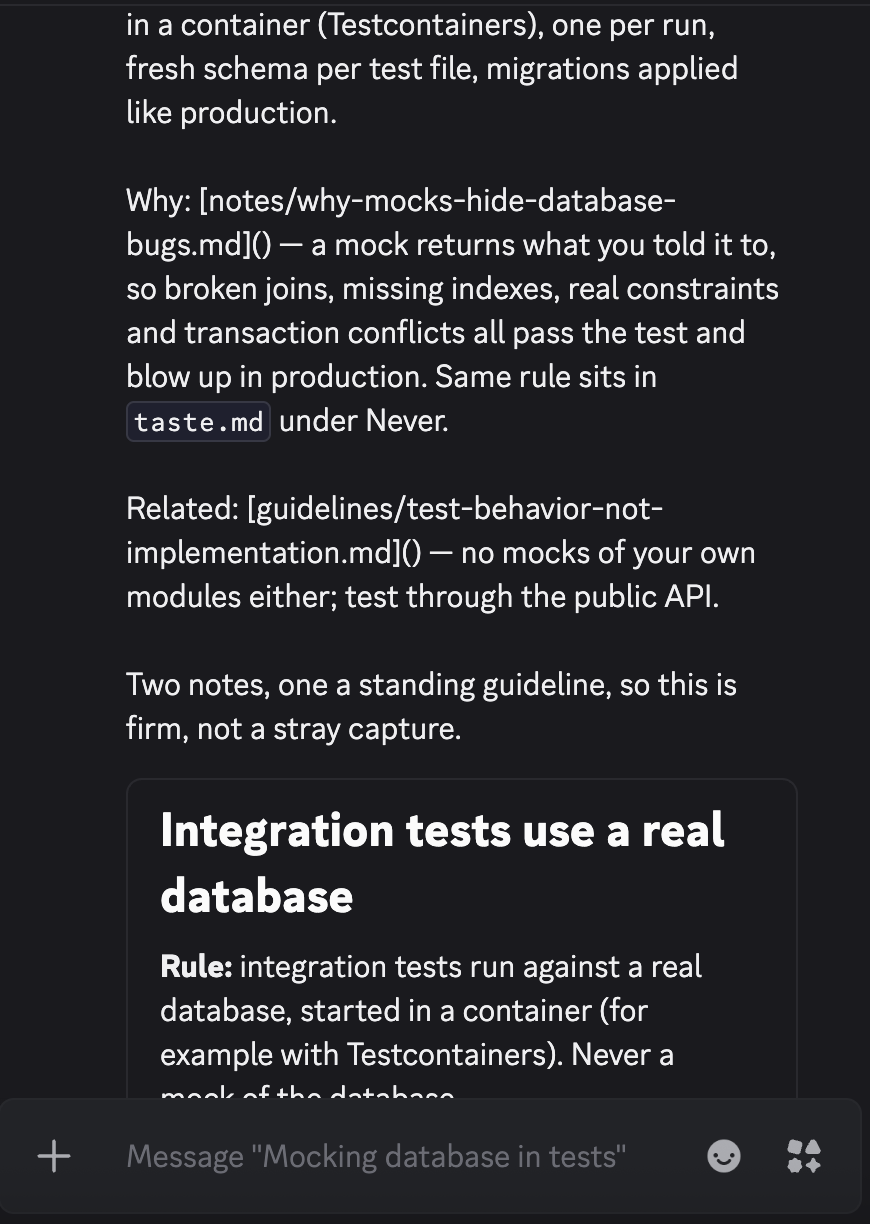 in a container (Testcontainers), one per run,
fresh schema per test file, migrations applied
like production.
Why: [notes/why-mocks-hide-database-
bugs.md]() — a mock returns what you told it to,
so broken joins, missing indexes, real constraints
and transaction conflicts all pass the test and
blow up in production. Same rule sits in
taste.md under Never.
Related: [guidelines/test-behavior-not-
implementation.md]() — no mocks of your own
modules either; test through the public API.
Two notes, one a standing guideline, so this is
firm, not a stray capture.
Integration tests use a real
database
Rule: integration tests run against a real
database, started in a container (for
example with Testcontainers). Never a
mock of the database
Message "Mocking database in tests"